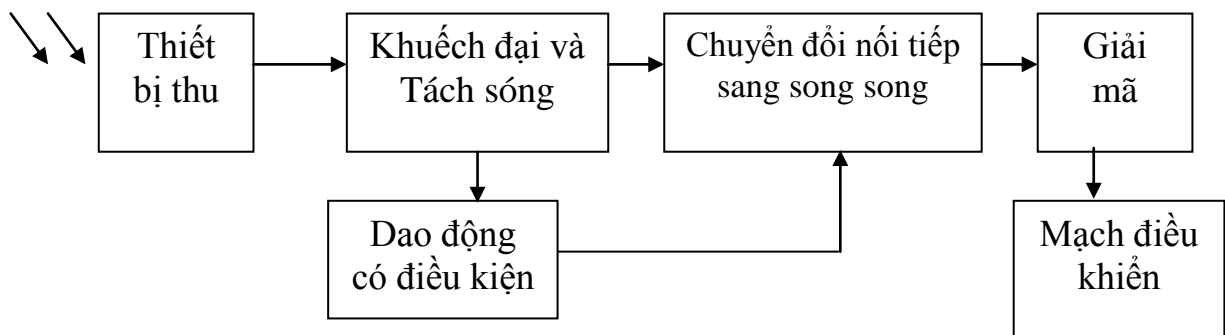 Thiết
bị thu
Khuếch đại và
Tách sóng
Chuyển đổi nối tiếp
sang song song
Giải
mã
Dao động
có điều kiện
Mạch điều
khiển